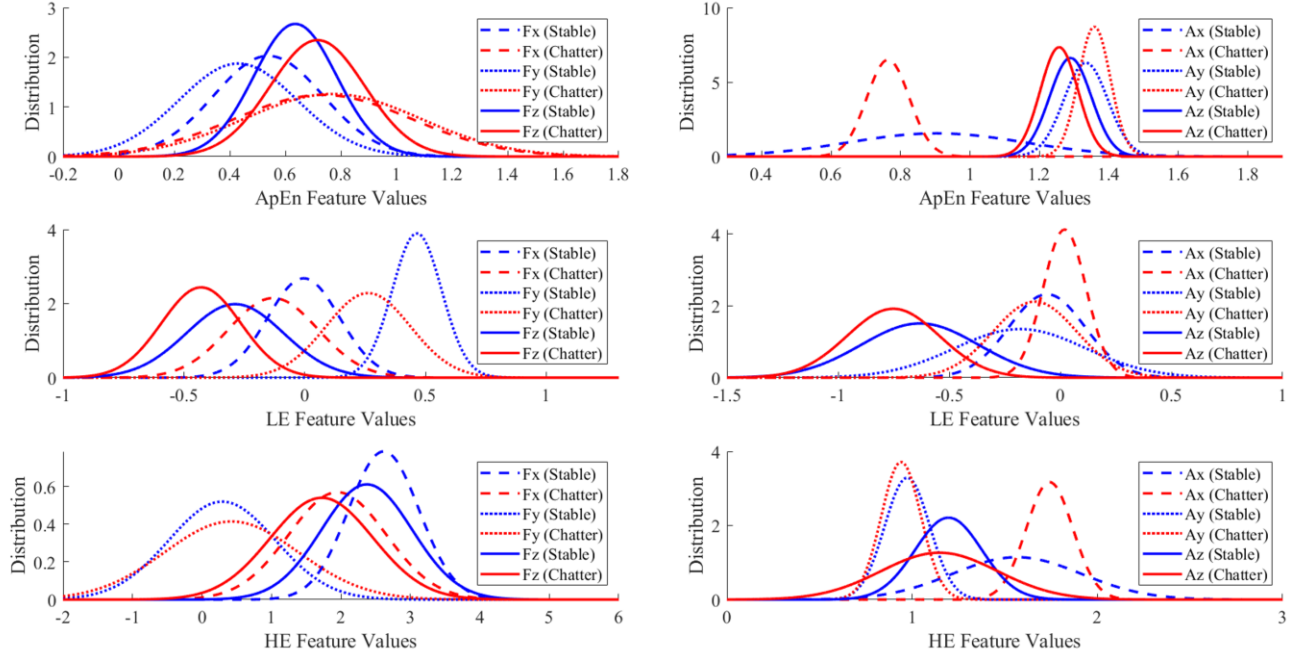 3
2
1
0
Distribution
-0.2 0 0.2 0.4 0.6 0.8 1 1.2 1.4 1.6 1.8
ApEn Feature Values
Fx (Stable)
Fx (Chatter)
Fy (Stable)
Fy (Chatter)
Fz (Stable)
Fz (Chatter)
10
5
0
Distribution
0.4 0.6 0.8 1 1.2 1.4 1.6 1.8
ApEn Feature Values
Ax (Stable)
Ax (Chatter)
Ay (Stable)
Ay (Chatter)
Az (Stable)
Az (Chatter)
4
2
0
Distribution
-1 -0.5 0 0.5 1
LE Feature Values
Fx (Stable)
Fx (Chatter)
Fy (Stable)
Fy (Chatter)
Fz (Stable)
Fz (Chatter)
4
2
0
Distribution
-1.5 -1 -0.5 0 0.5 1
LE Feature Values
Ax (Stable)
Ax (Chatter)
Ay (Stable)
Ay (Chatter)
Az (Stable)
Az (Chatter)
0.6
0.4
0.2
0
Distribution
-2 -1 0 1 2 3 4 5 6
HE Feature Values
Fx (Stable)
Fx (Chatter)
Fy (Stable)
Fy (Chatter)
Fz (Stable)
Fz (Chatter)
4
2
0
Distribution
0 1 2 3
HE Feature Values
Ax (Stable)
Ax (Chatter)
Ay (Stable)
Ay (Chatter)
Az (Stable)
Az (Chatter)